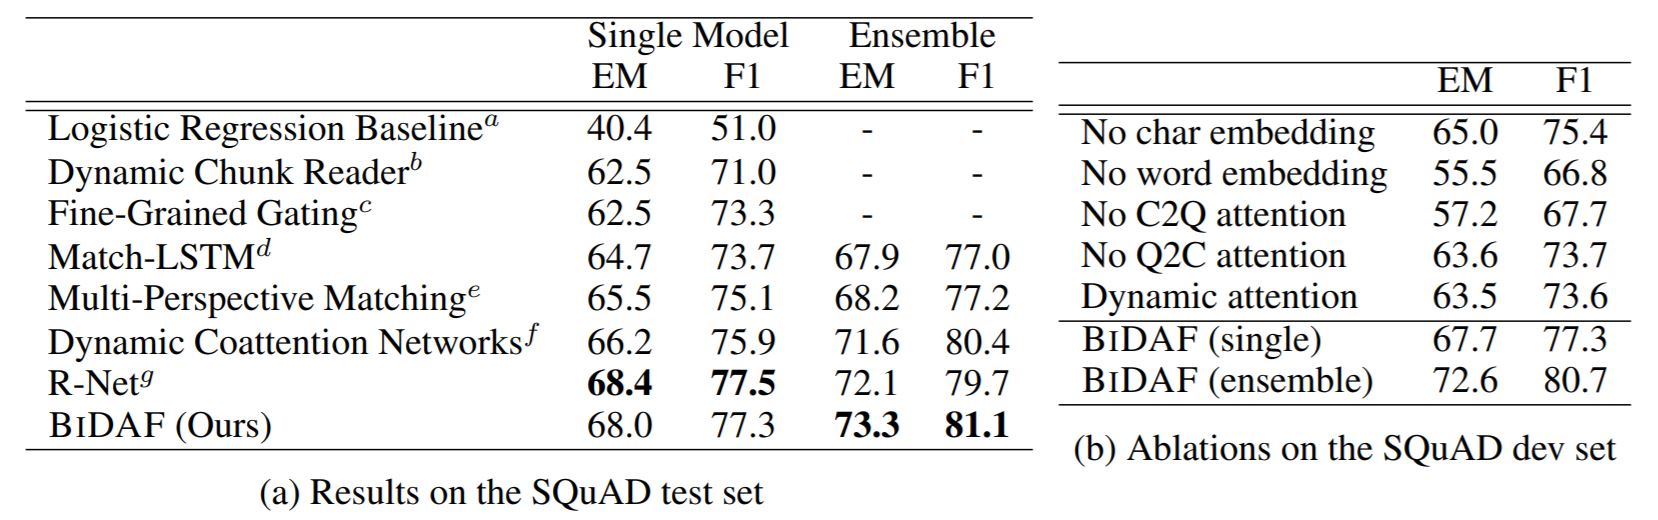 Single Model Ensemble
EM F1 EM F1
Logistic Regression Baseline^a 40.4 51.0 - -
Dynamic Chunk Reader^b 62.5 71.0 - -
Fine-Grained Gating^c 62.5 73.3 - -
Match-LSTM^d 64.7 73.7 67.9 77.0
Multi-Perspective Matching^e 65.5 75.1 68.2 77.2
Dynamic Coattention Networks^f 66.2 75.9 71.6 80.4
R-Net^g 68.4 77.5 72.1 79.7
BIDAF (Ours) 68.0 77.3 73.3 81.1
(a) Results on the SQuAD test set
EM F1
No char embedding 65.0 75.4
No word embedding 55.5 66.8
No C2Q attention 57.2 67.7
No Q2C attention 63.6 73.7
Dynamic attention 63.5 73.6
BIDAF (single) 67.7 77.3
BIDAF (ensemble) 72.6 80.7
(b) Ablations on the SQuAD dev set